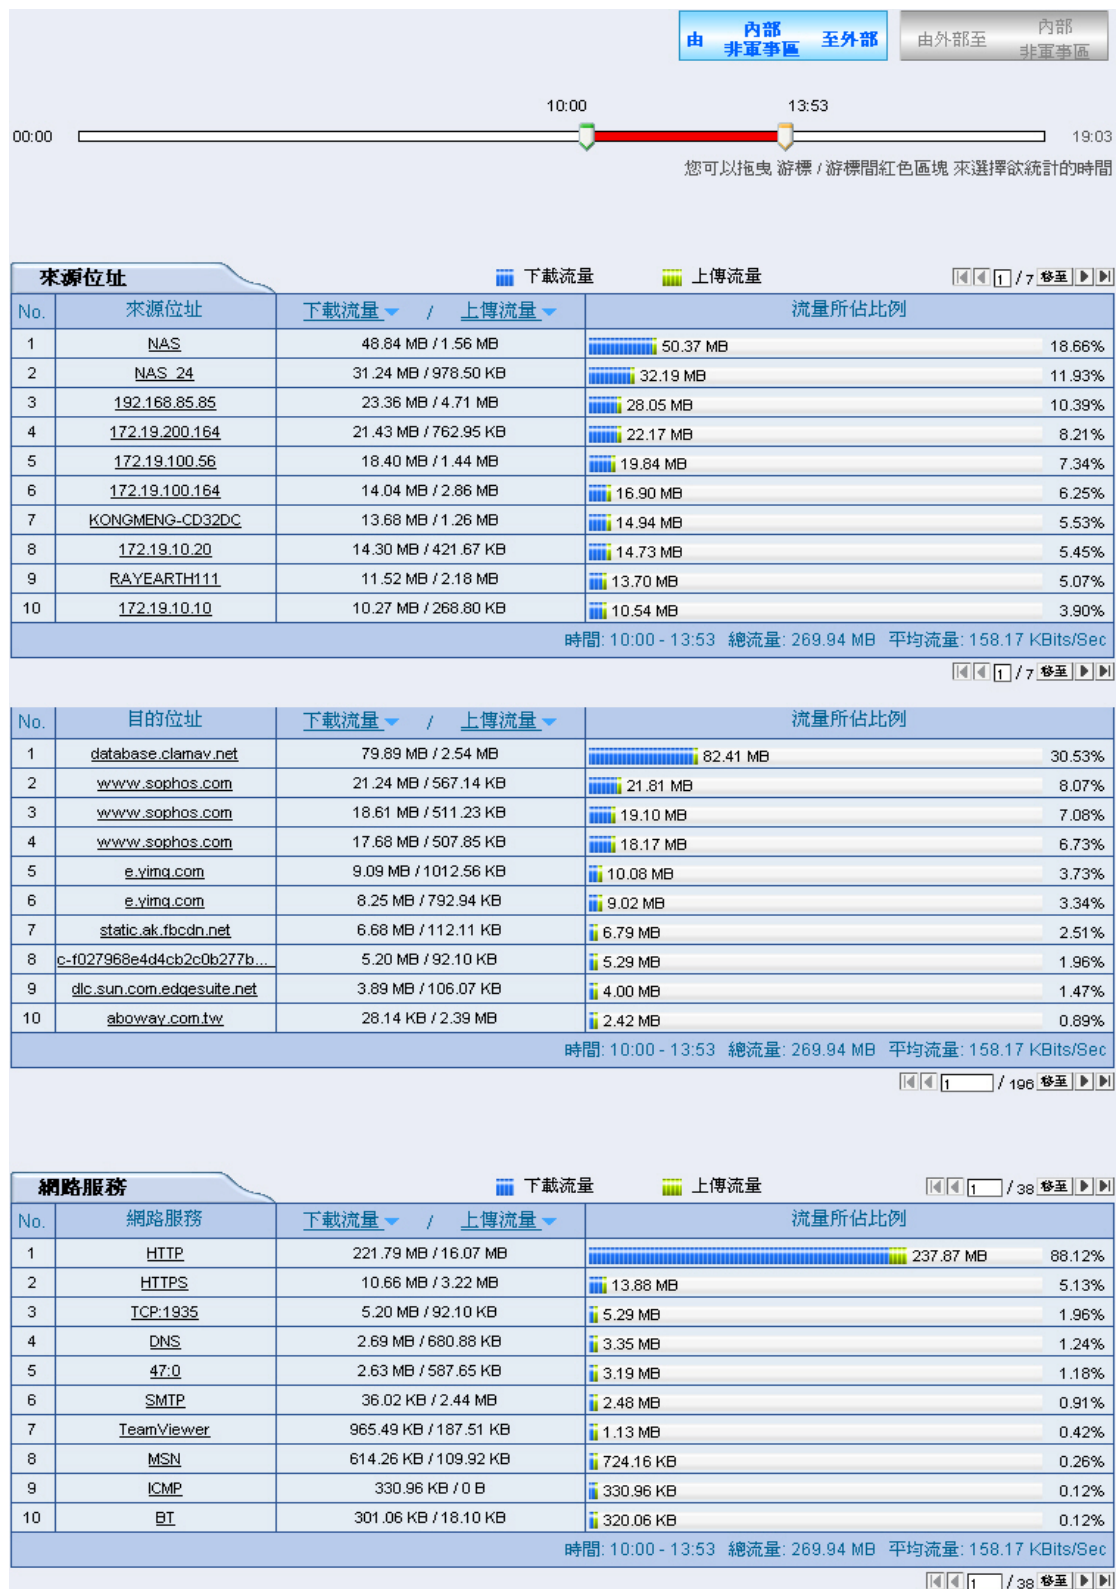 由 內部 至外部
非軍事區
由外部至 內部
非軍事區
10:00 13:53
00:00 19:03
您可以拖曳 游標 / 游標間紅色區塊 來選擇欲統計的時間
來源位址 下載流量 上傳流量 1 / 7 移至
No. 來源位址 下載流量 / 上傳流量 流量所佔比例
1 NAS 48.84 MB / 1.56 MB 50.37 MB 18.66%
2 NAS_24 31.24 MB / 978.50 KB 32.19 MB 11.93%
3 192.168.85.85 23.36 MB / 4.71 MB 28.05 MB 10.39%
4 172.19.200.164 21.43 MB / 762.95 KB 22.17 MB 8.21%
5 172.19.100.56 18.40 MB / 1.44 MB 19.84 MB 7.34%
6 172.19.100.164 14.04 MB / 2.86 MB 16.90 MB 6.25%
7 KONGMENG-CD32DC 13.68 MB / 1.26 MB 14.94 MB 5.53%
8 172.19.10.20 14.30 MB / 421.67 KB 14.73 MB 5.45%
9 RAYEARTH111 11.52 MB / 2.18 MB 13.70 MB 5.07%
10 172.19.10.10 10.27 MB / 268.80 KB 10.54 MB 3.90%
時間: 10:00 - 13:53 總流量: 269.94 MB 平均流量: 158.17 KBits/Sec
1 / 7 移至
No. 目的位址 下載流量 / 上傳流量 流量所佔比例
1 database.clamav.net 79.89 MB / 2.54 MB 82.41 MB 30.53%
2 www.sophos.com 21.24 MB / 567.14 KB 21.81 MB 8.07%
3 www.sophos.com 18.61 MB / 511.23 KB 19.10 MB 7.08%
4 www.sophos.com 17.68 MB / 507.85 KB 18.17 MB 6.73%
5 e.yimg.com 9.09 MB / 1012.56 KB 10.08 MB 3.73%
6 e.yimg.com 8.25 MB / 792.94 KB 9.02 MB 3.34%
7 static.ak.fbcdn.net 6.68 MB / 112.11 KB 6.79 MB 2.51%
8 c-f027968e4d4cb2c0b277b... 5.20 MB / 92.10 KB 5.29 MB 1.96%
9 dlc.sun.com.edgesuite.net 3.89 MB / 106.07 KB 4.00 MB 1.47%
10 aboway.com.tw 28.14 KB / 2.39 MB 2.42 MB 0.89%
時間: 10:00 - 13:53 總流量: 269.94 MB 平均流量: 158.17 KBits/Sec
1 / 196 移至
網路服務 下載流量 上傳流量 1 / 38 移至
No. 網路服務 下載流量 / 上傳流量 流量所佔比例
1 HTTP 221.79 MB / 16.07 MB 237.87 MB 88.12%
2 HTTPS 10.66 MB / 3.22 MB 13.88 MB 5.13%
3 TCP:1935 5.20 MB / 92.10 KB 5.29 MB 1.96%
4 DNS 2.69 MB / 680.88 KB 3.35 MB 1.24%
5 47:0 2.63 MB / 587.65 KB 3.19 MB 1.18%
6 SMTP 36.02 KB / 2.44 MB 2.48 MB 0.91%
7 TeamViewer 965.49 KB / 187.51 KB 1.13 MB 0.42%
8 MSN 614.26 KB / 109.92 KB 724.16 KB 0.26%
9 ICMP 330.96 KB / 0 B 330.96 KB 0.12%
10 BT 301.06 KB / 18.10 KB 320.06 KB 0.12%
時間: 10:00 - 13:53 總流量: 269.94 MB 平均流量: 158.17 KBits/Sec
1 / 38 移至